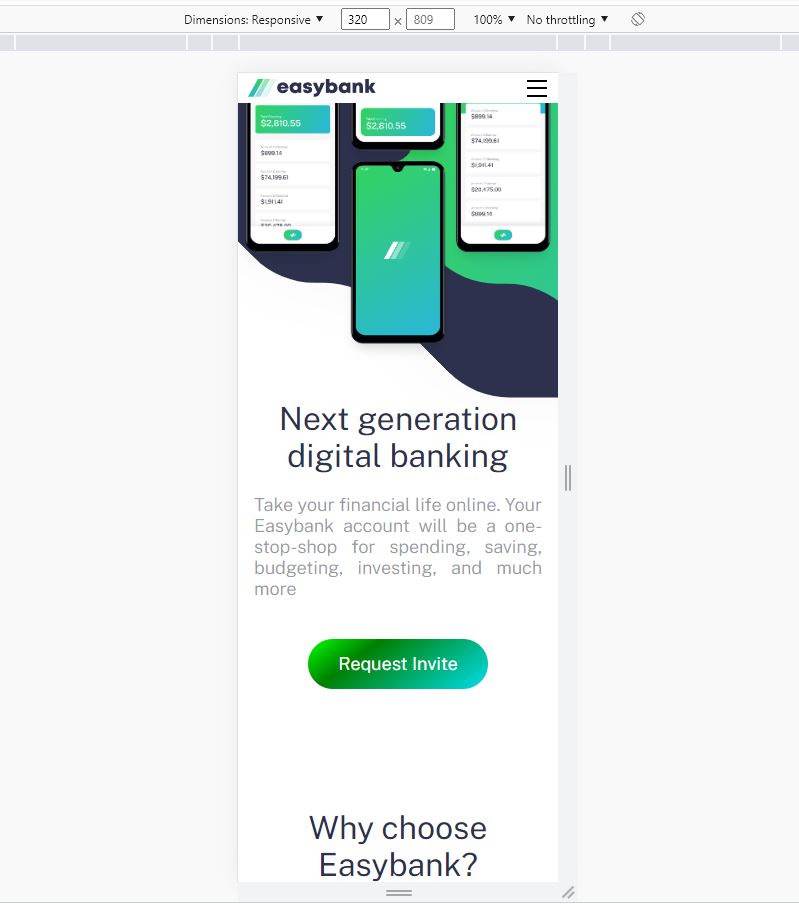 Dimensions: Responsive ▼ 320 × 809 100% ▼ No throttling ▼
easybank
$2,810.55
$2,810.55
$899.14
$899.14
$74,199.61
$74,199.61
$1,911.41
$1,911.41
$20,475.00
$899.14
Next generation
digital banking
Take your financial life online. Your
Easybank account will be a one-
stop-shop for spending, saving,
budgeting, investing, and much
more
Request Invite
Why choose
Easybank?